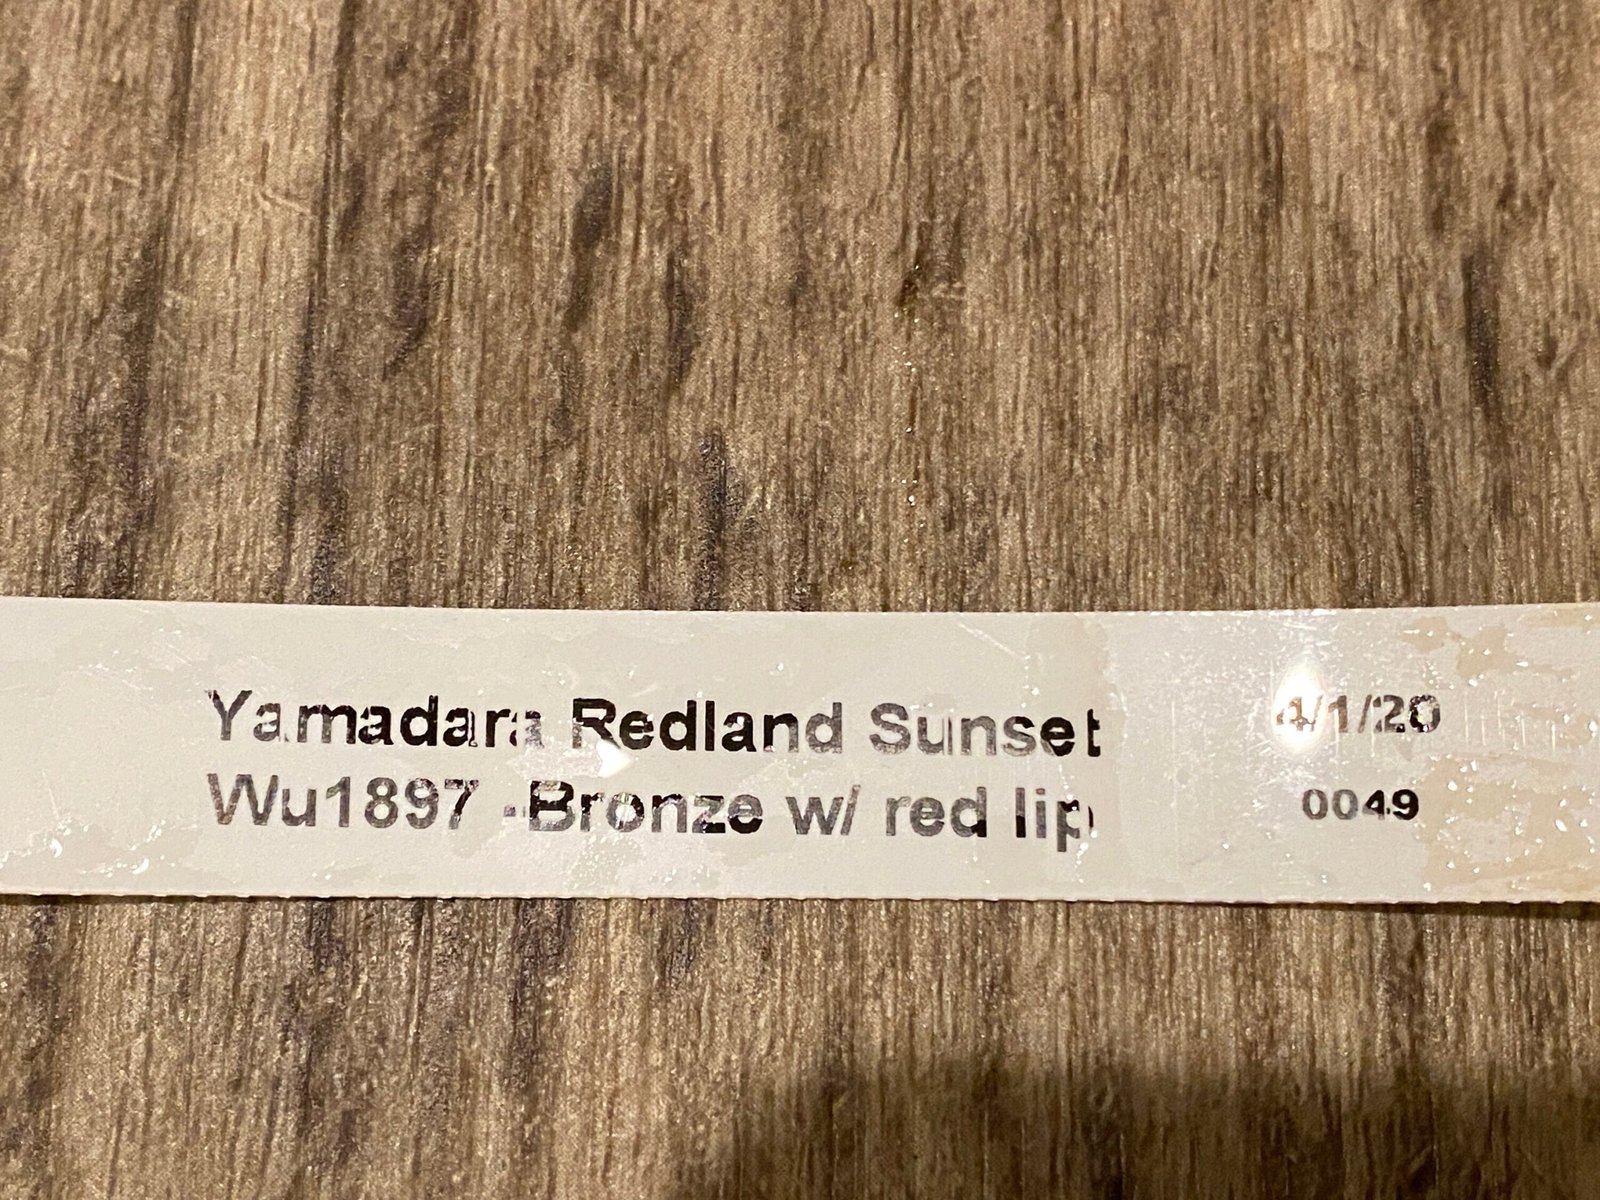 Yamadara Redland Sunset 4/1/20
Wu1897 -Bronze w/ red lip 0049